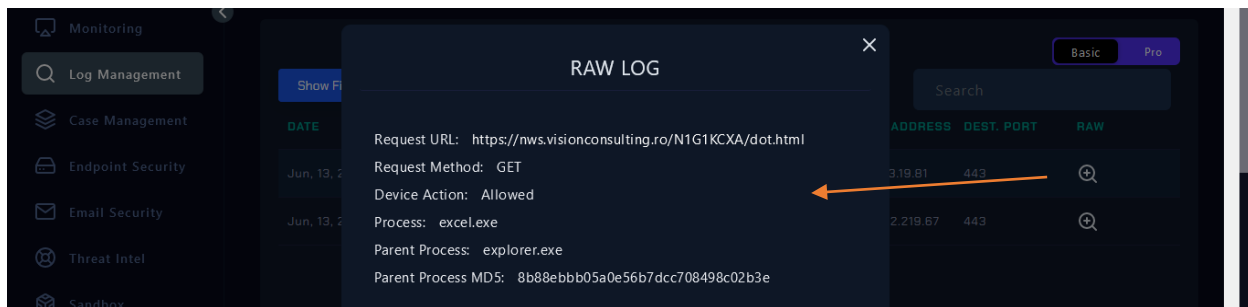 Monitoring
Log Management
Case Management
Endpoint Security
Email Security
Threat Intel
Sandbox
Basic Pro
Show Fi
Search
DATE ADDRESS DEST. PORT RAW
Jun, 13, 2 3.19.81 443
Jun, 13, 2 2.219.67 443
RAW LOG
Request URL: https://nws.visionconsulting.ro/N1G1KCXA/dot.html
Request Method: GET
Device Action: Allowed
Process: excel.exe
Parent Process: explorer.exe
Parent Process MD5: 8b88ebbb05a0e56b7dcc708498c02b3e